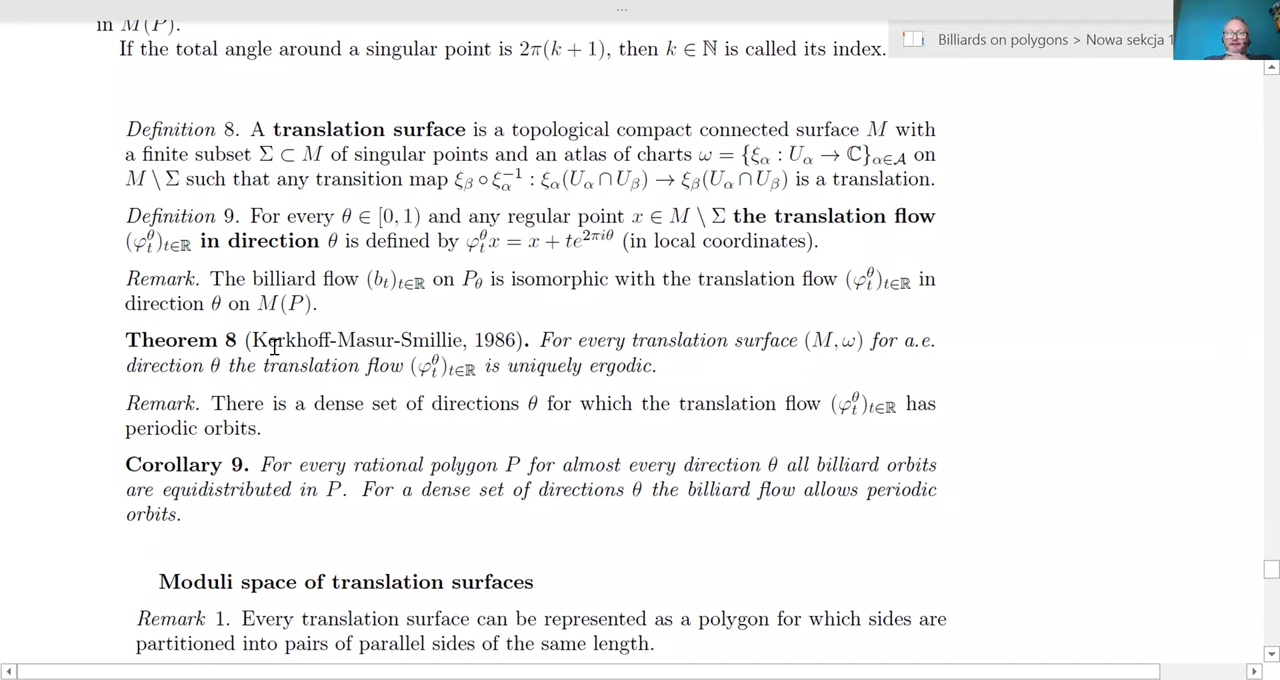 ...
in M(P).
If the total angle around a singular point is 2π(k + 1), then k ∈ ℕ is called its index.
Billiards on polygons > Nowa sekcja 1
Definition 8. A translation surface is a topological compact connected surface M with
a finite subset Σ ⊂ M of singular points and an atlas of charts ω = {ξ_α : U_α → ℂ}_{α∈𝒜} on
M \ Σ such that any transition map ξ_β ∘ ξ_α^{-1} : ξ_α(U_α ∩ U_β) → ξ_β(U_α ∩ U_β) is a translation.
Definition 9. For every θ ∈ [0, 1) and any regular point x ∈ M \ Σ the translation flow
(φ_t^θ)_{t∈ℝ} in direction θ is defined by φ_t^θ x = x + te^{2πiθ} (in local coordinates).
Remark. The billiard flow (b_t)_{t∈ℝ} on P_θ is isomorphic with the translation flow (φ_t^θ)_{t∈ℝ} in
direction θ on M(P).
Theorem 8 (Kerkhoff-Masur-Smillie, 1986). For every translation surface (M, ω) for a.e.
direction θ the translation flow (φ_t^θ)_{t∈ℝ} is uniquely ergodic.
Remark. There is a dense set of directions θ for which the translation flow (φ_t^θ)_{t∈ℝ} has
periodic orbits.
Corollary 9. For every rational polygon P for almost every direction θ all billiard orbits
are equidistributed in P. For a dense set of directions θ the billiard flow allows periodic
orbits.
Moduli space of translation surfaces
Remark 1. Every translation surface can be represented as a polygon for which sides are
partitioned into pairs of parallel sides of the same length.